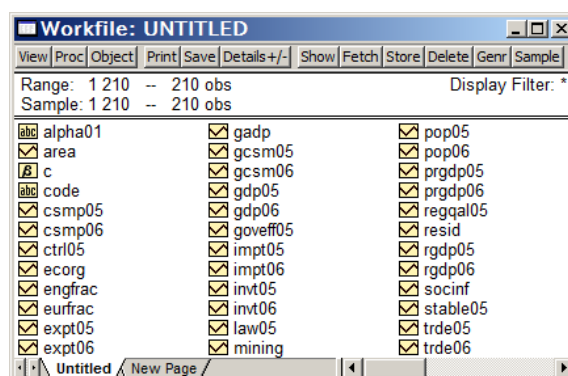 Workfile: UNTITLED
View Proc Object Print Save Details+/- Show Fetch Store Delete Genr Sample
Range: 1 210 -- 210 obs Display Filter: *
Sample: 1 210 -- 210 obs
abc alpha01 gadp pop05
area gcsm05 pop06
β c gcsm06 prgdp05
abc code gdp05 prgdp06
csmp05 gdp06 regqal05
csmp06 goveff05 resid
ctrl05 impt05 rgdp05
ecorg impt06 rgdp06
engfrac invt05 socinf
eurfrac invt06 stable05
expt05 law05 trde05
expt06 mining trde06
Untitled New Page